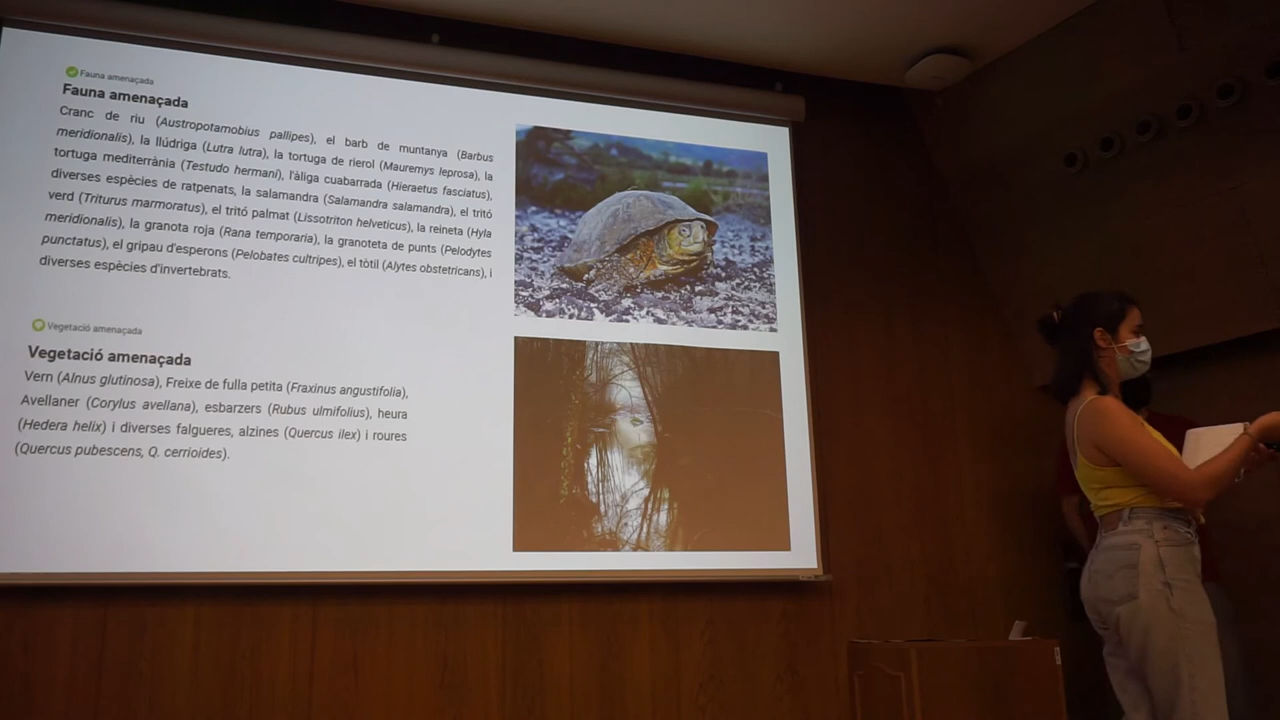 Fauna amenaçada
Fauna amenaçada
Cranc de riu (Austropotamobius pallipes), el barb de muntanya (Barbus
meridionalis), la llúdriga (Lutra lutra), la tortuga de rierol (Mauremys leprosa), la
tortuga mediterrània (Testudo hermani), l'àliga cuabarrada (Hieraetus fasciatus),
diverses espècies de ratpenats, la salamandra (Salamandra salamandra), el tritó
verd (Triturus marmoratus), el tritó palmat (Lissotriton helveticus), la reineta (Hyla
meridionalis), la granota roja (Rana temporaria), la granoteta de punts (Pelodytes
punctatus), el gripau d'esperons (Pelobates cultripes), el tòtil (Alytes obstetricans), i
diverses espècies d'invertebrats.
Vegetació amenaçada
Vegetació amenaçada
Vern (Alnus glutinosa), Freixe de fulla petita (Fraxinus angustifolia),
Avellaner (Corylus avellana), esbarzers (Rubus ulmifolius), heura
(Hedera helix) i diverses falgueres, alzines (Quercus ilex) i roures
(Quercus pubescens, Q. cerrioides).